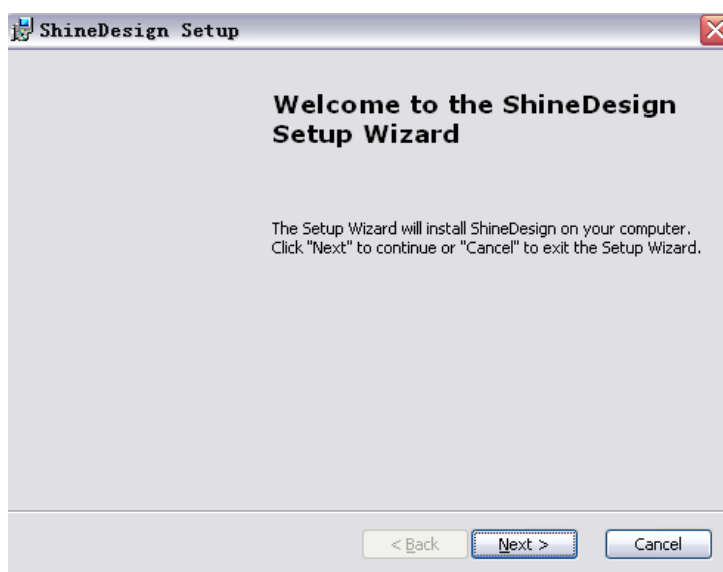 ShineDesign Setup
Welcome to the ShineDesign
Setup Wizard
The Setup Wizard will install ShineDesign on your computer.
Click "Next" to continue or "Cancel" to exit the Setup Wizard.
< Back Next > Cancel